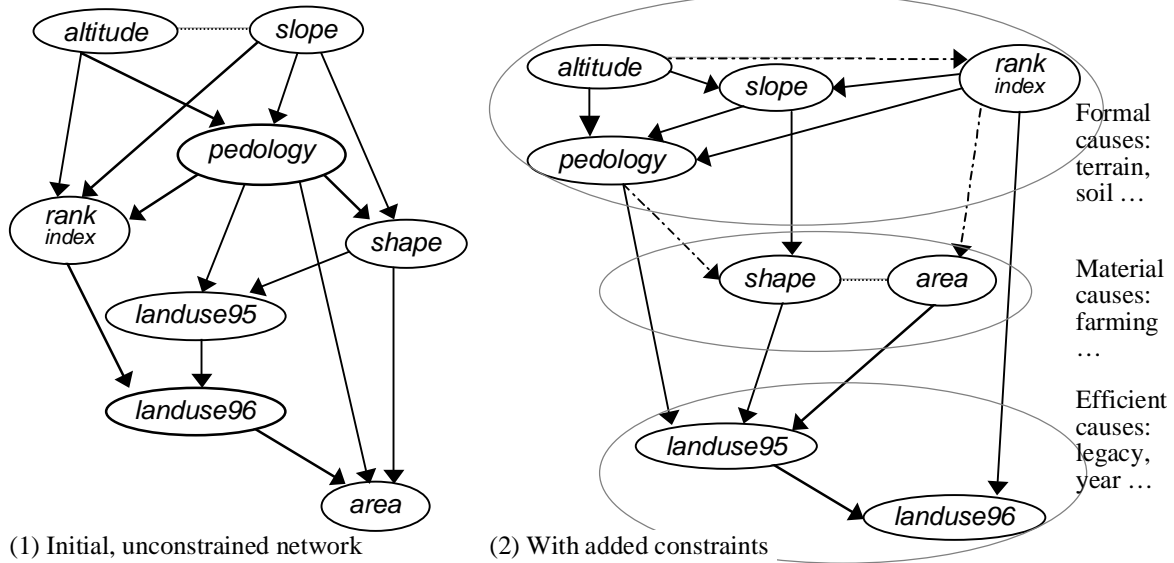 altitude
slope
pedology
rank
index
shape
landuse95
landuse96
area
(1) Initial, unconstrained network
altitude
slope
rank
index
pedology
Formal
causes:
terrain,
soil …
shape
area
Material
causes:
farming
…
landuse95
landuse96
Efficient
causes:
legacy,
year …
(2) With added constraints